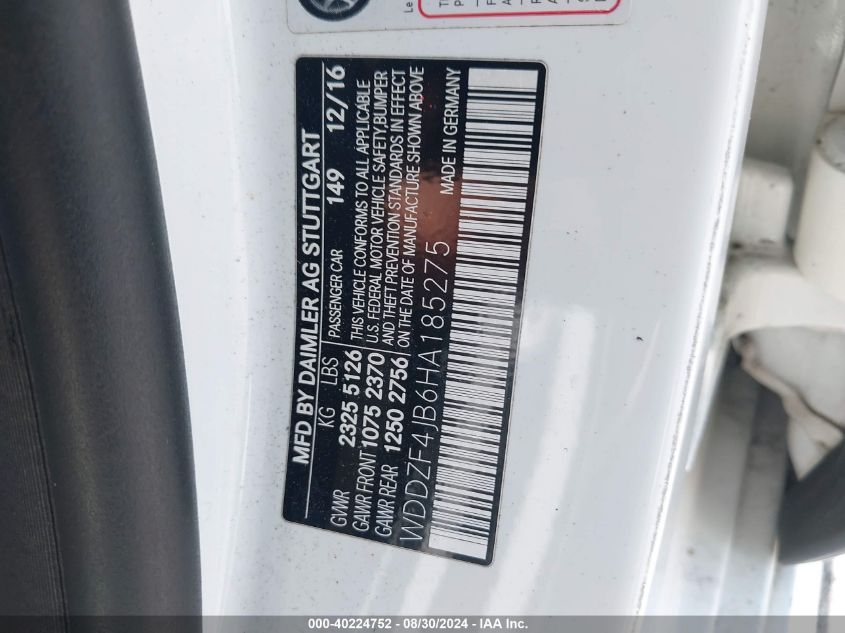 MFD BY DAIMLER AG STUTTGART
KG LBS PASSENGER CAR 149 12/16
GVWR 2325 5126 THIS VEHICLE CONFORMS TO ALL APPLICABLE
GAWR FRONT 1075 2370 U.S. FEDERAL MOTOR VEHICLE SAFETY,BUMPER
GAWR REAR 1250 2756 AND THEFT PREVENTION STANDARDS IN EFFECT
ON THE DATE OF MANUFACTURE SHOWN ABOVE
WDDZF4JB6HA185275 MADE IN GERMANY
Le
000-40224752 - 08/30/2024 - IAA Inc.